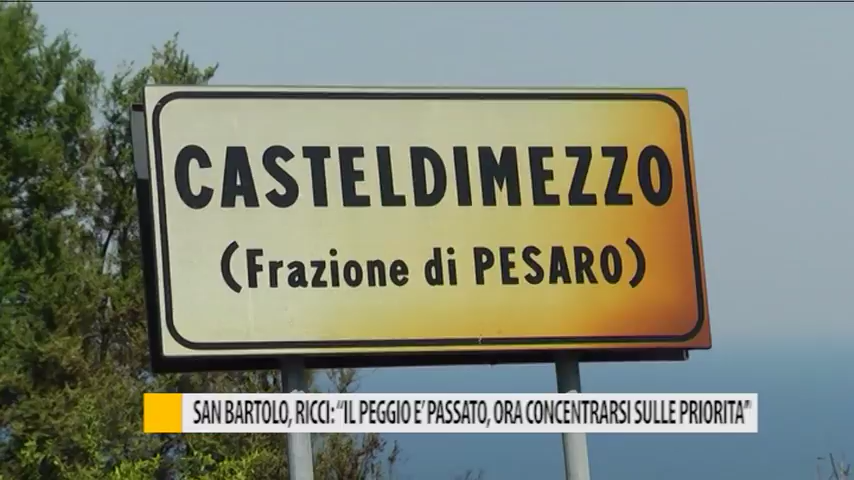 CASTELDIMEZZO
(Frazione di PESARO)
SAN BARTOLO, RICCI: “IL PEGGIO E’ PASSATO, ORA CONCENTRARSI SULLE PRIORITA’